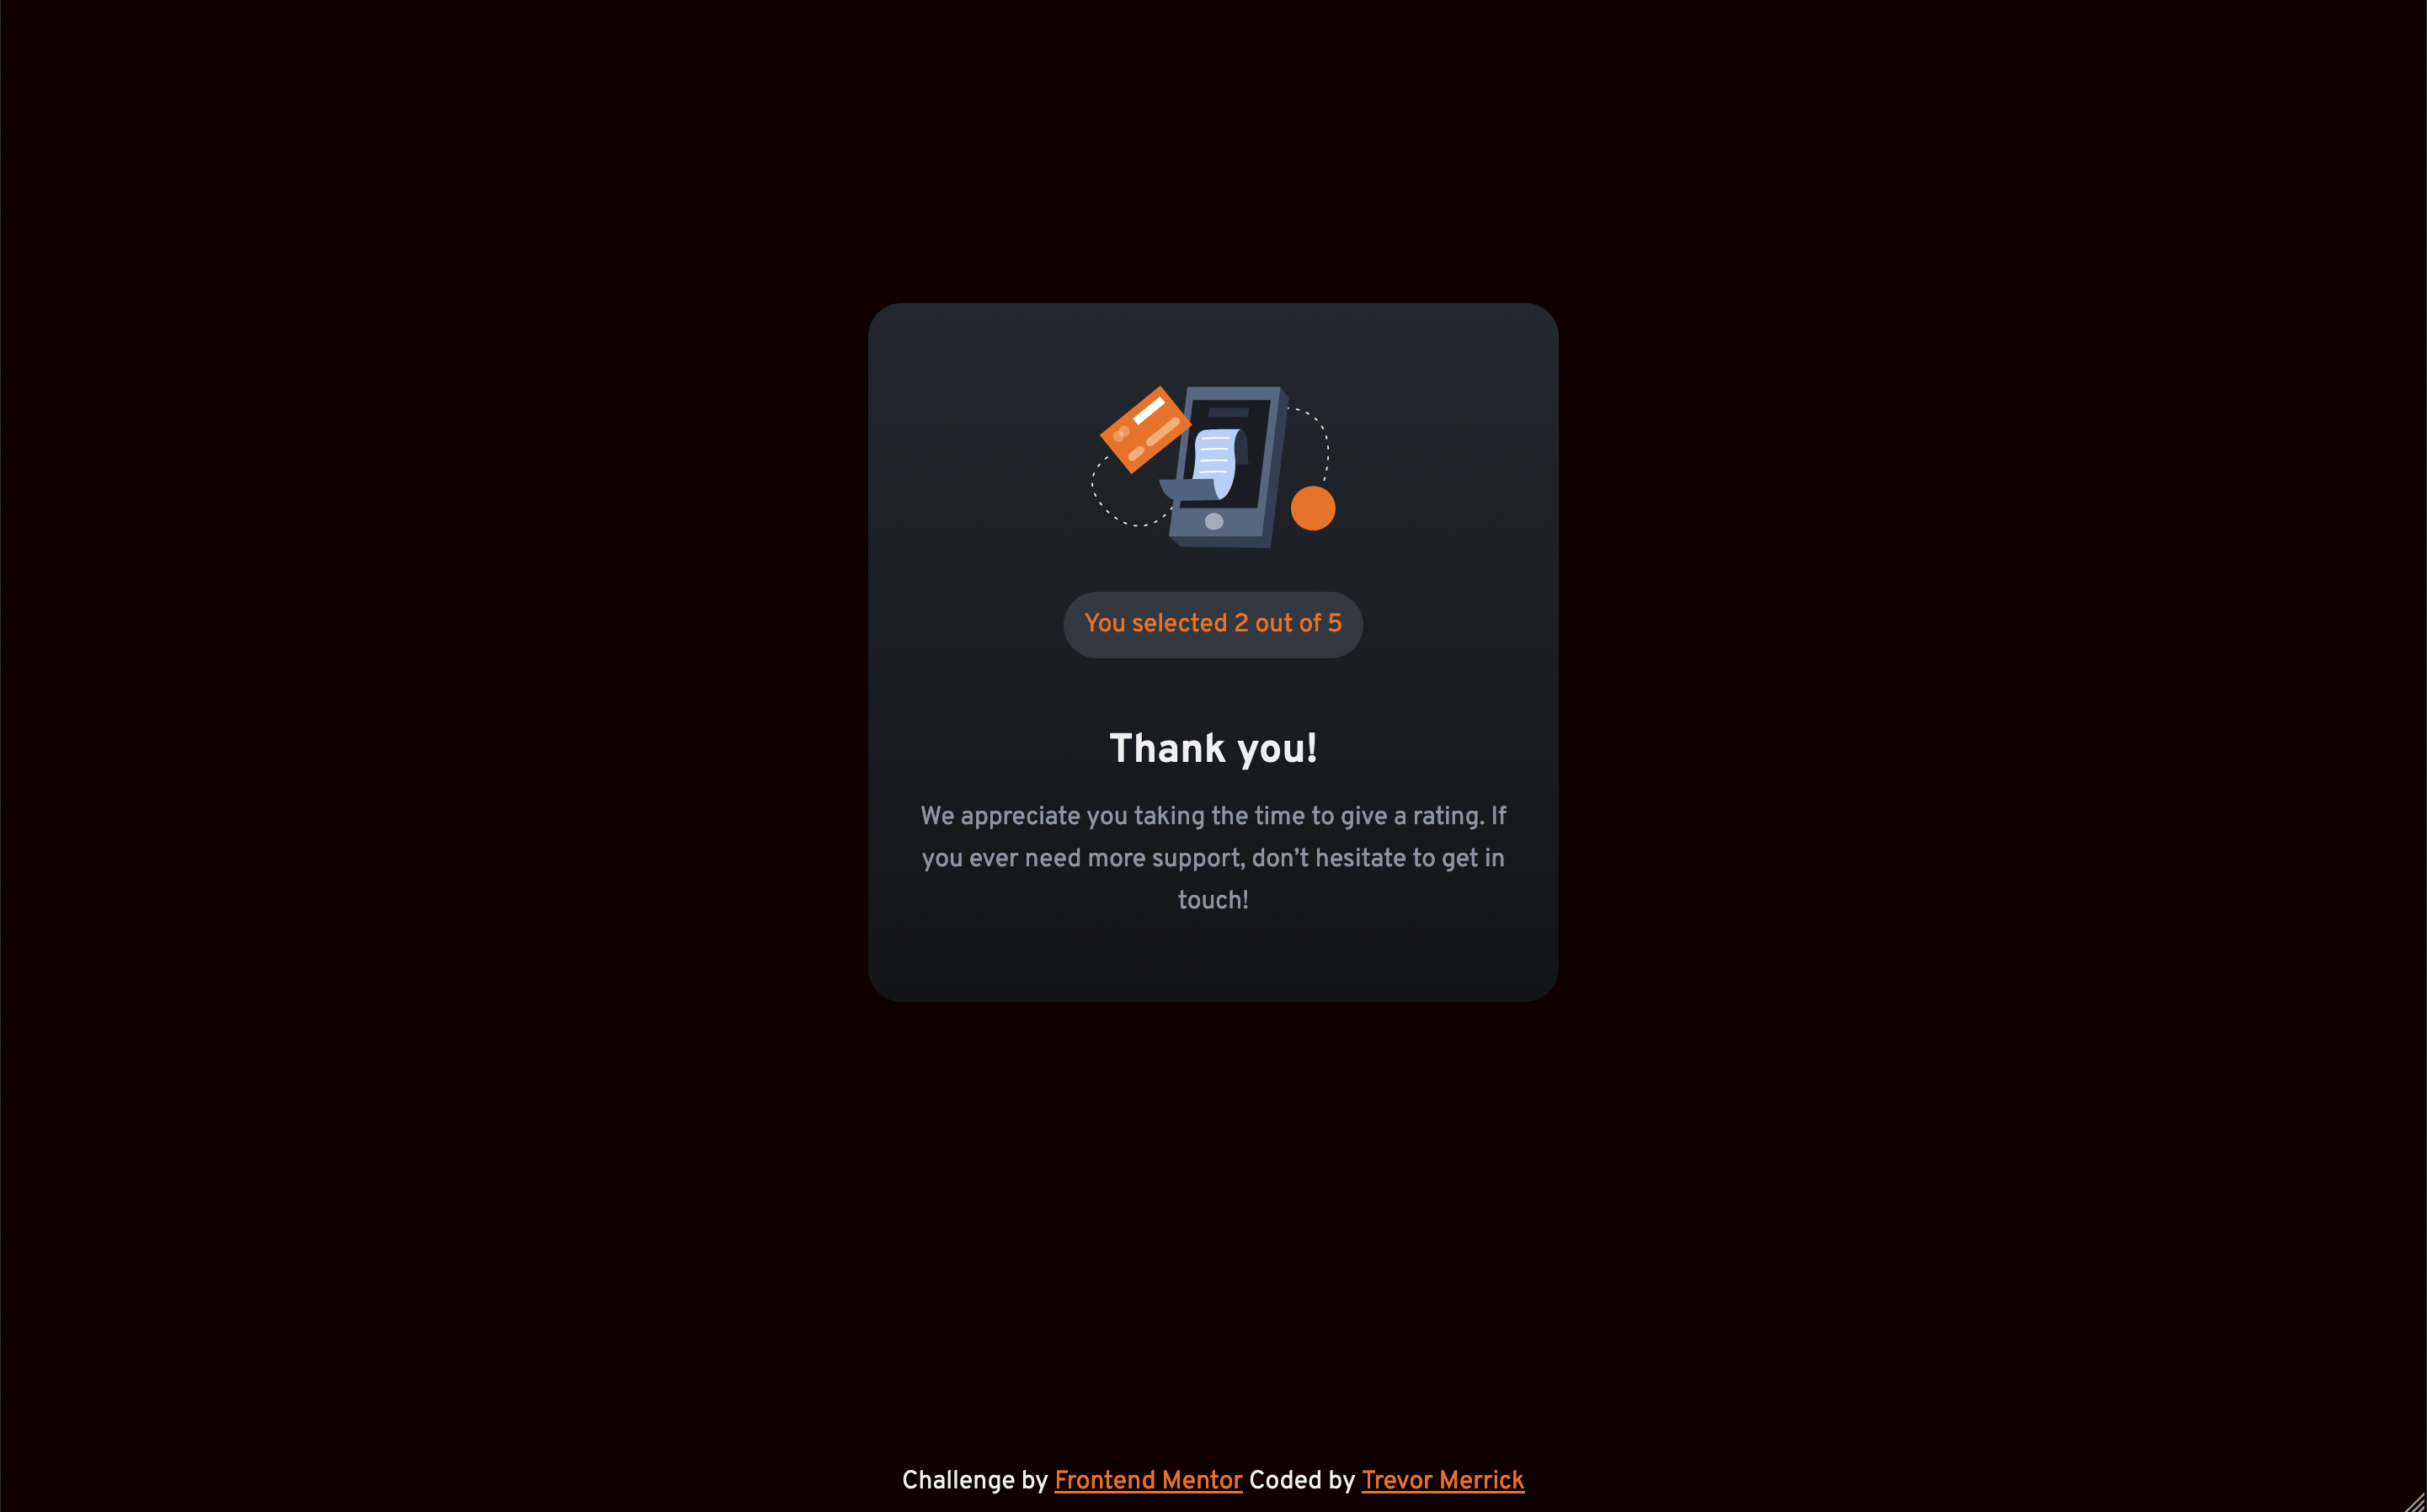 You selected 2 out of 5
Thank you!
We appreciate you taking the time to give a rating. If
you ever need more support, don’t hesitate to get in
touch!
Challenge by Frontend Mentor Coded by Trevor Merrick